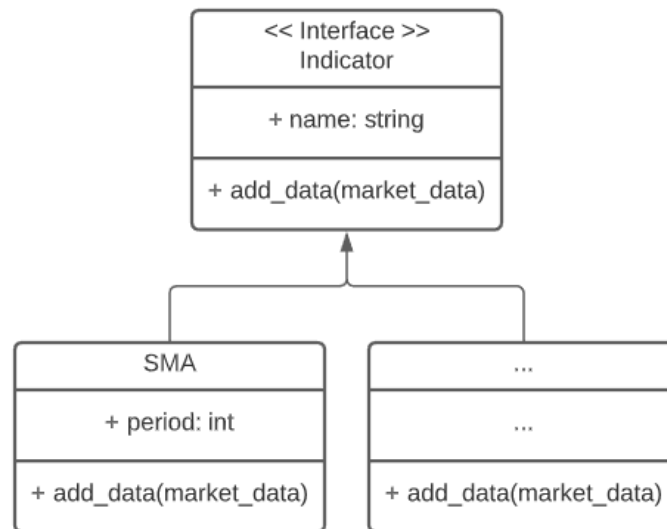 << Interface >>
Indicator
+ name: string
+ add_data(market_data)
SMA
+ period: int
+ add_data(market_data)
...
...
+ add_data(market_data)